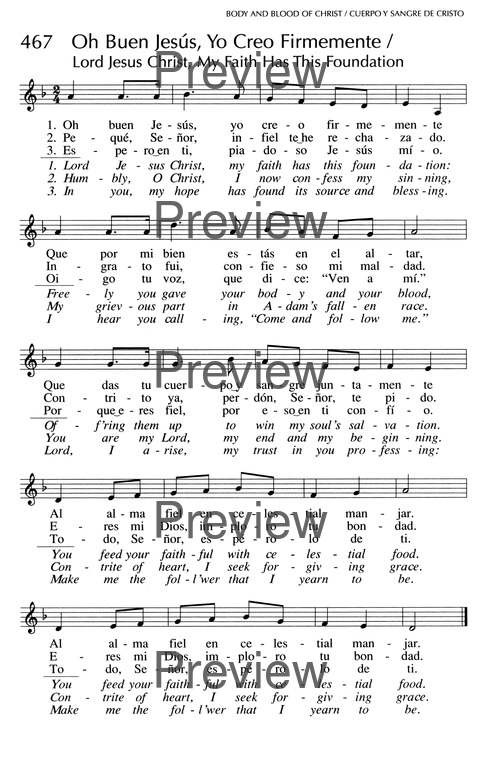 BODY AND BLOOD OF CHRIST / CUERPO Y SANGRE DE CRISTO
467 Oh Buen Jesús, Yo Creo Firmemente /
Lord Jesus Christ, My Faith Has This Foundation
Preview
1. Oh buen Je - sús, yo cre - o fir - me - men - te
2. Pe - qué, Se - ñor, in - fiel te he re - cha - za - do.
3. Es - pe - ro en ti, pia - do - so Je - sús mí - o.
1. Lord Je - sus Christ, my faith has this foun - da - tion:
2. Hum - bly, O Christ, I now con - fess my sin - ning,
3. In you, my hope has found its source and bless - ing.
Preview
Que por mi bien es - tás en el al - tar,
In - gra - to fui, con - fie - so mi mal - dad.
Oi - go tu voz, que di - ce: “Ven a mí.”
Free - ly you gave your bod - y and your blood,
My griev - ous part in A - dam’s fall - en race.
I hear you call - ing, “Come and fol - low me.”
Preview
Que das tu cuer - po y san - gre jun - ta - men - te
Con - tri - to ya, per - dón, Se - ñor, te pi - do.
Por - que e - res fiel, por e - so en ti con - fí - o.
Of - f’ring them up to win my soul’s sal - va - tion.
You are my Lord, my end and my be - gin - ning.
Lord, I a - rise, my trust in you pro - fess - ing:
Preview
Al al - ma fiel en ce - les - tial man - jar.
E - res mi Dios, im - plo - ro tu bon - dad.
To - do, Se - ñor, es - pe - ro lo de ti.
You feed your faith - ful with ce - les - tial food.
Con - trite of heart, I seek for - giv - ing grace.
Make me the fol - l’wer that I yearn to be.
Preview
Al al - ma fiel en ce - les - tial man - jar.
E - res mi Dios, im - plo - ro tu bon - dad.
To - do, Se - ñor, es - pe - ro lo de ti.
You feed your faith - ful with ce - les - tial food.
Con - trite of heart, I seek for - giv - ing grace.
Make me the fol - l’wer that I yearn to be.